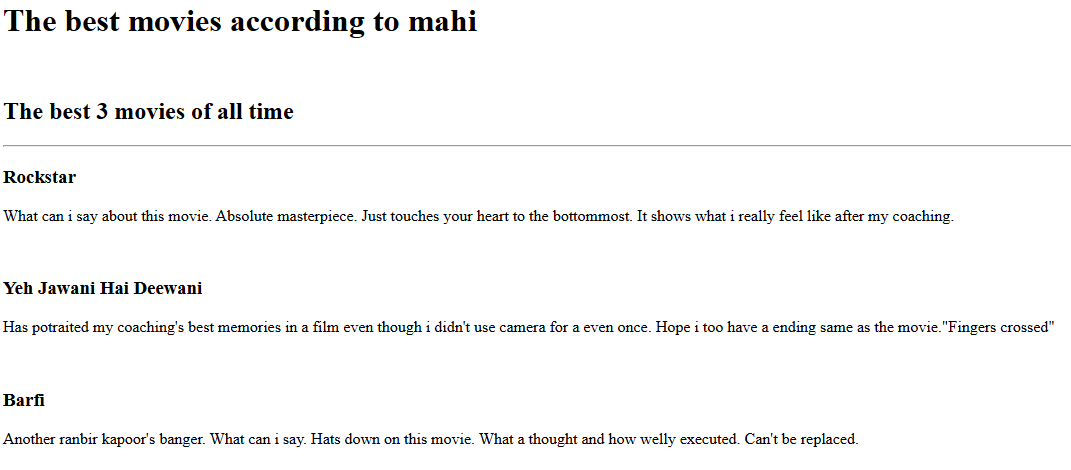 The best movies according to mahi
The best 3 movies of all time
Rockstar
What can i say about this movie. Absolute masterpiece. Just touches your heart to the bottommost. It shows what i really feel like after my coaching.
Yeh Jawani Hai Deewani
Has potraited my coaching's best memories in a film even though i didn't use camera for a even once. Hope i too have a ending same as the movie."Fingers crossed"
Barfi
Another ranbir kapoor's banger. What can i say. Hats down on this movie. What a thought and how welly executed. Can't be replaced.